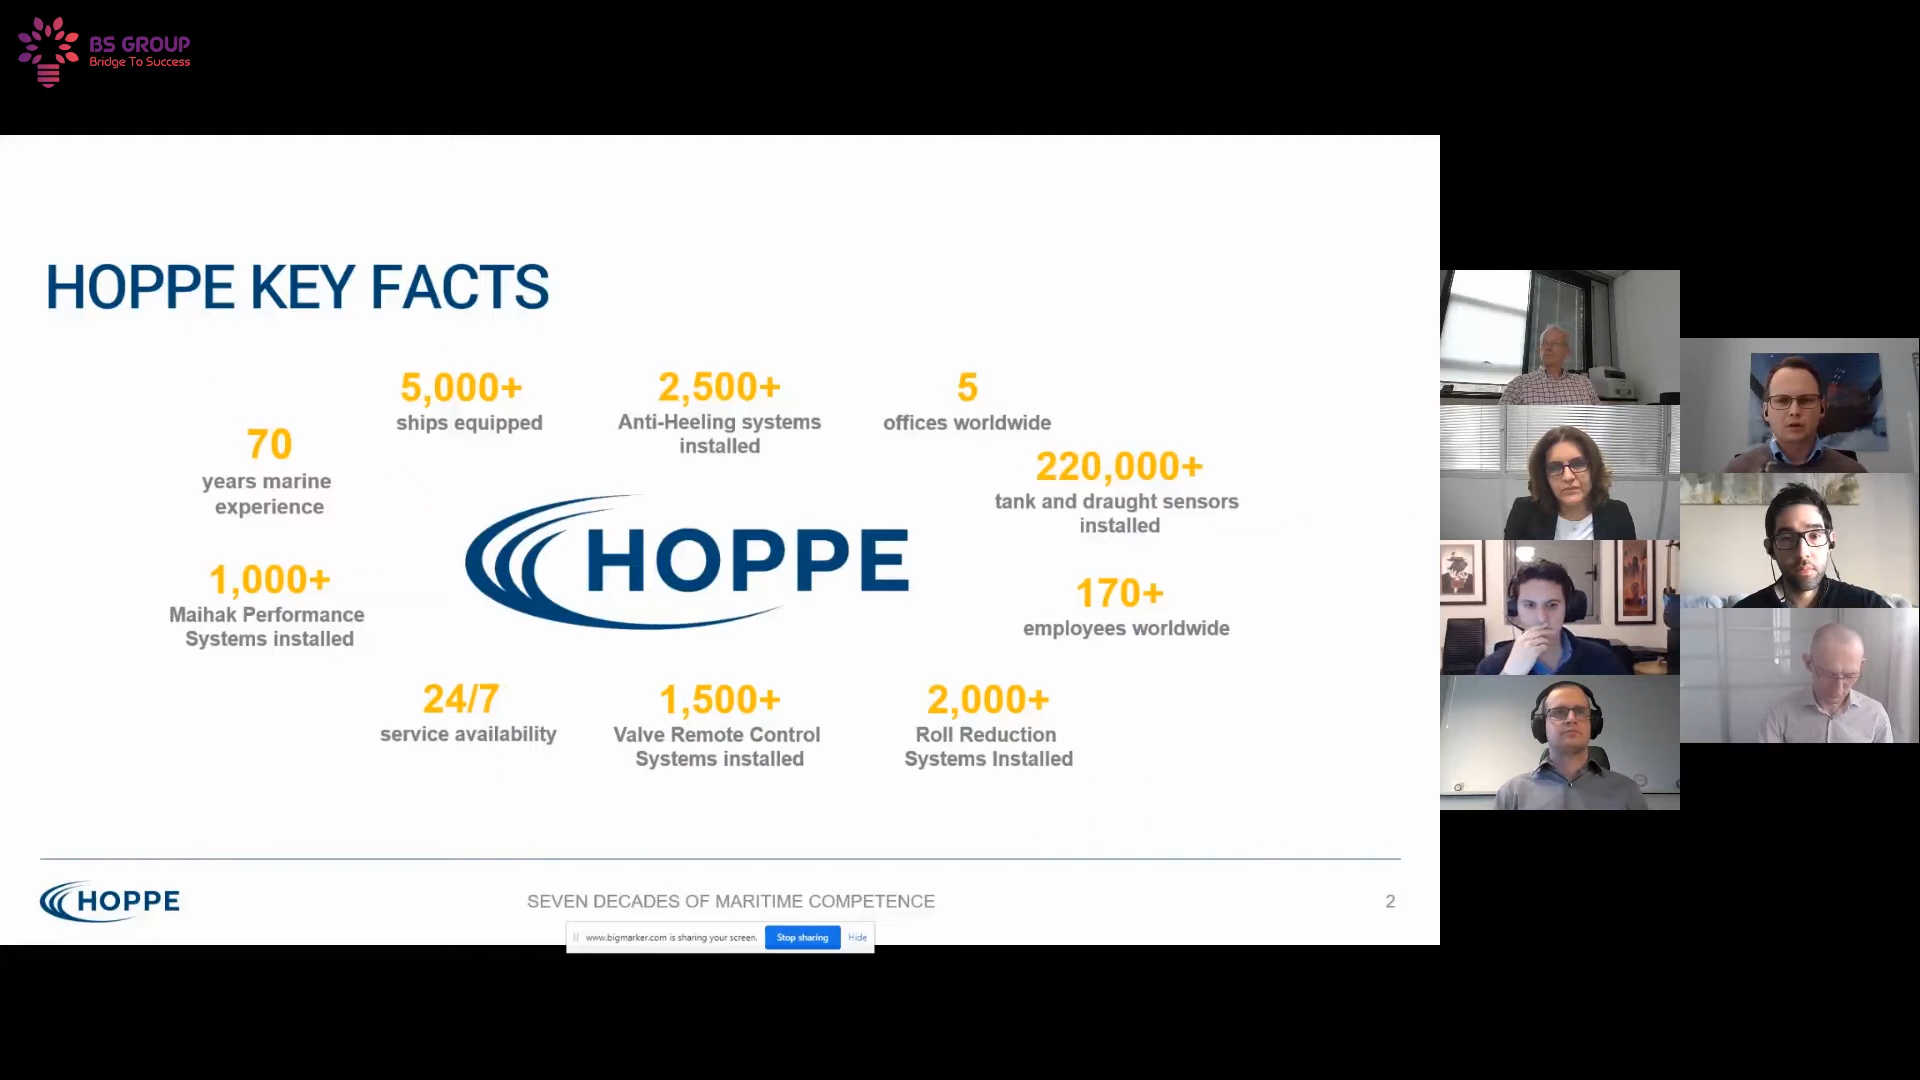 BS GROUP
Bridge To Success
HOPPE KEY FACTS
5,000+
ships equipped
2,500+
Anti-Heeling systems
installed
5
offices worldwide
70
years marine
experience
220,000+
tank and draught sensors
installed
HOPPE
1,000+
Maihak Performance
Systems installed
170+
employees worldwide
24/7
service availability
1,500+
Valve Remote Control
Systems installed
2,000+
Roll Reduction
Systems Installed
HOPPE
SEVEN DECADES OF MARITIME COMPETENCE
2
www.bigmarker.com is sharing your screen.
Stop sharing
Hide